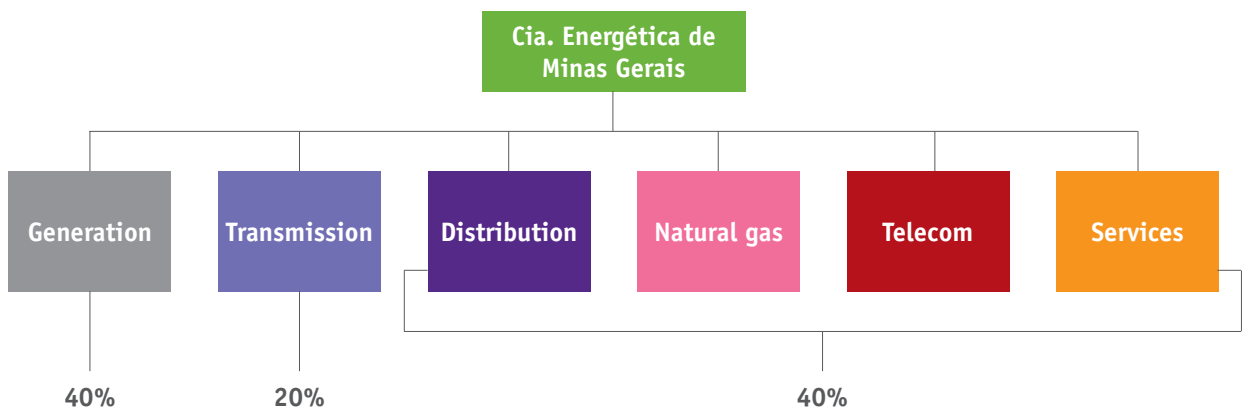 Cia. Energética de
Minas Gerais
Generation
Transmission
Distribution
Natural gas
Telecom
Services
40%
20%
40%